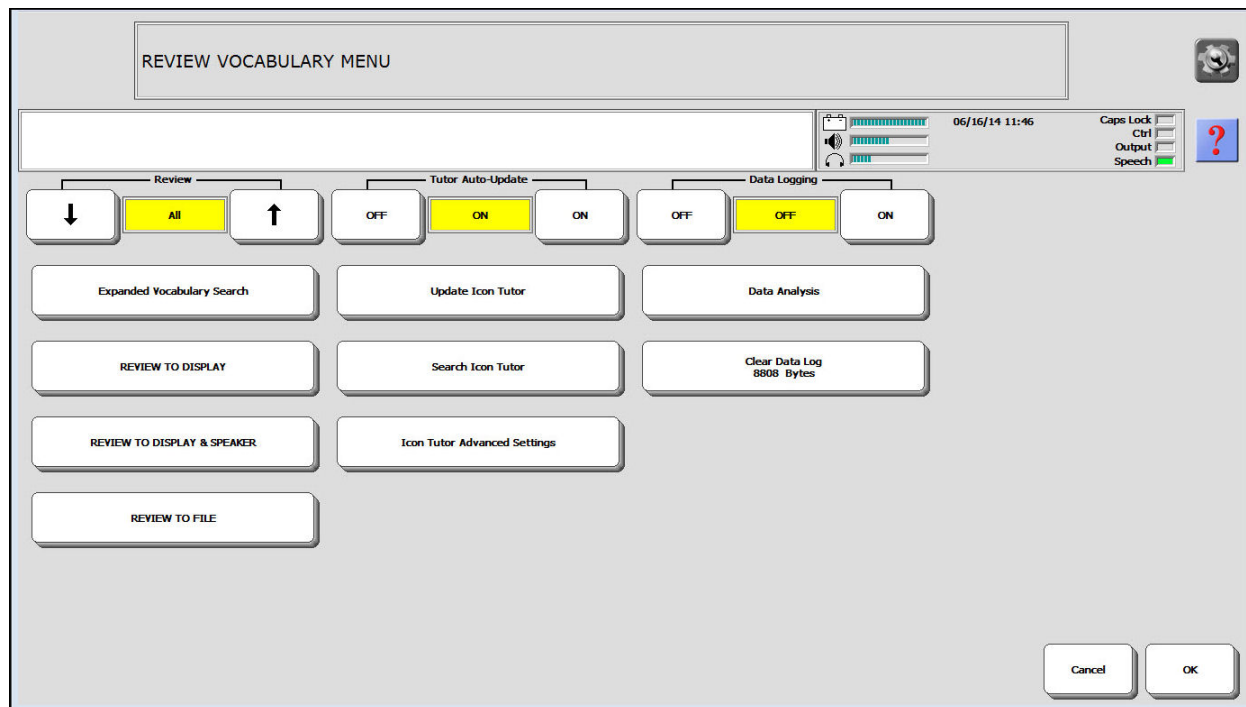 REVIEW VOCABULARY MENU
06/16/14 11:46
Caps Lock
Ctrl
Output
Speech
?
Review
↓ All ↑
Tutor Auto-Update
OFF ON ON
Data Logging
OFF OFF ON
Expanded Vocabulary Search
Update Icon Tutor
Data Analysis
REVIEW TO DISPLAY
Search Icon Tutor
Clear Data Log
8808 Bytes
REVIEW TO DISPLAY & SPEAKER
Icon Tutor Advanced Settings
REVIEW TO FILE
Cancel
OK